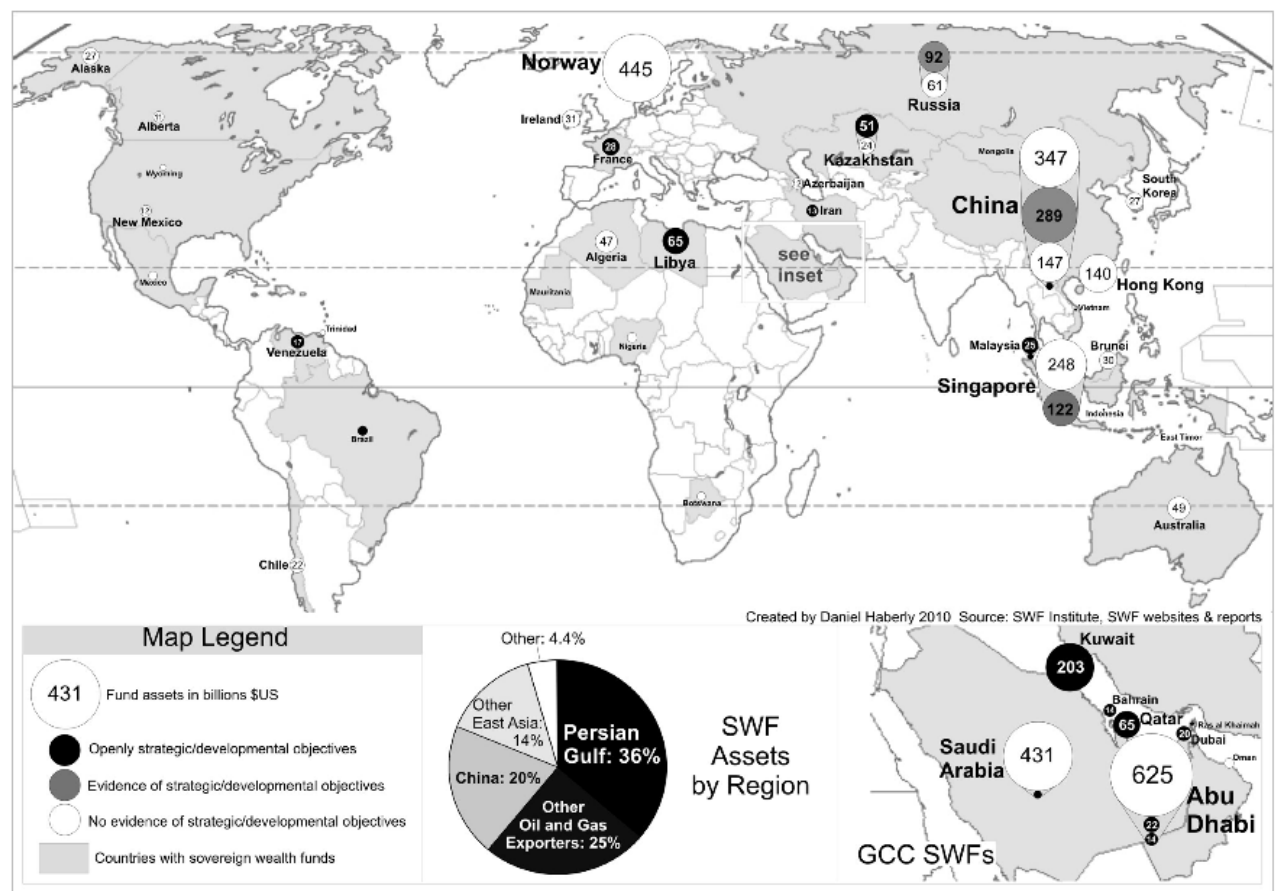 27
Alaska
Alberta
Wyoming
12
New Mexico
Mexico
Trinidad
17
Venezuela
Brazil
Chile
22
Norway
445
Ireland
31
28
France
47
Algeria
65
Libya
Mauritania
Nigeria
Botswana
92
61
Russia
51
24
Kazakhstan
Azerbaijan
13
Iran
see
inset
Mongolia
347
China
289
147
South
Korea
27
140
Hong Kong
Vietnam
Malaysia
25
Brunei
30
248
Singapore
122
Indonesia
East Timor
49
Australia
Created by Daniel Haberly 2010 Source: SWF Institute, SWF websites & reports
Map Legend
431
Fund assets in billions $US
Openly strategic/developmental objectives
Evidence of strategic/developmental objectives
No evidence of strategic/developmental objectives
Countries with sovereign wealth funds
Other: 4.4%
Other
East Asia:
14%
Persian
Gulf: 36%
China: 20%
Other
Oil and Gas
Exporters: 25%
SWF
Assets
by Region
Kuwait
203
Bahrain
14
65
Qatar
Ras al Khaimah
20
Dubai
Oman
Saudi
Arabia
431
625
Abu
Dhabi
22
14
GCC SWFs